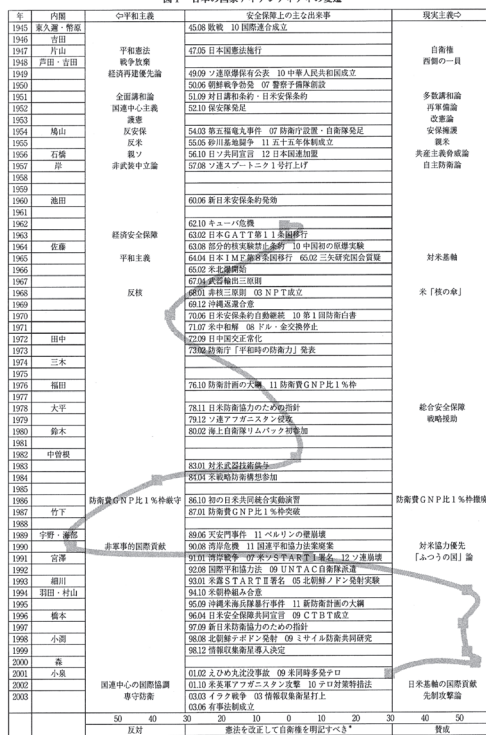 図1 日本の国家アイデンティティの変遷
年 内閣 ⇦平和主義 安全保障上の主な出来事 現実主義⇨
1945 東久邇・幣原 45.08 敗戦 10 国際連合成立
1946 吉田
1947 片山 平和憲法 47.05 日本国憲法施行 自衛権
1948 芦田・吉田 戦争放棄 西側の一員
1949 経済再建優先論 49.09 ソ連原爆保有公表 10 中華人民共和国成立
1950 50.06 朝鮮戦争勃発 07 警察予備隊創設
1951 全面講和論 51.09 対日講和条約・日米安保条約 多数講和論
1952 国連中心主義 52.10 保安隊発足 再軍備論
1953 護憲 改憲論
1954 鳩山 反安保 54.03 第五福竜丸事件 07 防衛庁設置・自衛隊発足 安保擁護
1955 反米 55.05 砂川基地闘争 11 五十五年体制成立 親米
1956 石橋 親ソ 56.10 日ソ共同宣言 12 日本国連加盟 共産主義脅威論
1957 岸 非武装中立論 57.08 ソ連スプートニク1号打上げ 自主防衛論
1958
1959
1960 池田 60.06 新日米安保条約発効
1961
1962 62.10 キューバ危機
1963 経済安全保障 63.02 日本GATT第11条国移行
1964 佐藤 63.08 部分的核実験禁止条約 10 中国初の原爆実験
1965 平和主義 64.04 日本IMF第8条国移行 65.02 三矢研究国会質疑 対米基軸
1966 65.02 米北爆開始
1967 67.04 武器輸出三原則
1968 反核 68.01 非核三原則 03 NPT成立 米「核の傘」
1969 69.12 沖縄返還合意
1970 70.06 日米安保条約自動継続 10 第1回防衛白書
1971 71.07 米中和解 08 ドル・金交換停止
1972 田中 72.09 日中国交正常化
1973 73.02 防衛庁「平和時の防衛力」発表
1974 三木
1975
1976 福田 76.10 防衛計画の大綱 11 防衛費GNP比1%枠
1977
1978 大平 78.11 日米防衛協力のための指針 総合安全保障
1979 79.12 ソ連アフガニスタン侵攻 戦略援助
1980 鈴木 80.02 海上自衛隊リムパック初参加
1981
1982 中曽根
1983 83.01 対米武器技術供与
1984 84.04 米戦略防衛構想参加
1985
1986 防衛費GNP比1%枠厳守 86.10 初の日米共同統合実動演習 防衛費GNP比1%枠撤廃
1987 竹下 87.01 防衛費GNP比1%枠突破
1988
1989 宇野・海部 89.06 天安門事件 11 ベルリンの壁崩壊
1990 非軍事的国際貢献 90.08 湾岸危機 11 国連平和協力法案廃案 対米協力優先
1991 宮澤 91.01 湾岸戦争 07 米ソSTARTⅠ署名 12 ソ連崩壊 「ふつうの国」論
1992 92.08 国際平和協力法 09 UNTAC自衛隊派遣
1993 細川 93.01 米露STARTⅡ署名 05 北朝鮮ノドン発射実験
1994 羽田・村山 94.10 米朝枠組み合意
1995 95.09 沖縄米海兵隊暴行事件 11 新防衛計画の大綱
1996 橋本 96.04 日米安全保障共同宣言 09 CTBT成立
1997 97.09 新日米防衛協力のための指針
1998 小渕 98.08 北朝鮮テポドン発射 09 ミサイル防衛共同研究
1999 98.12 情報収集衛星導入決定
2000 森
2001 小泉 01.02 えひめ丸沈没事故 09 米同時多発テロ
2002 国連中心の国際協調 01.10 米英軍アフガニスタン攻撃 10 テロ対策特措法 日米基軸の国際貢献
2003 専守防衛 03.03 イラク戦争 03 情報収集衛星打上 先制攻撃論
03.06 有事法制成立
50 40 30 20 10 0 10 20 30 40 50
反対 憲法を改正して自衛権を明記すべき* 賛成